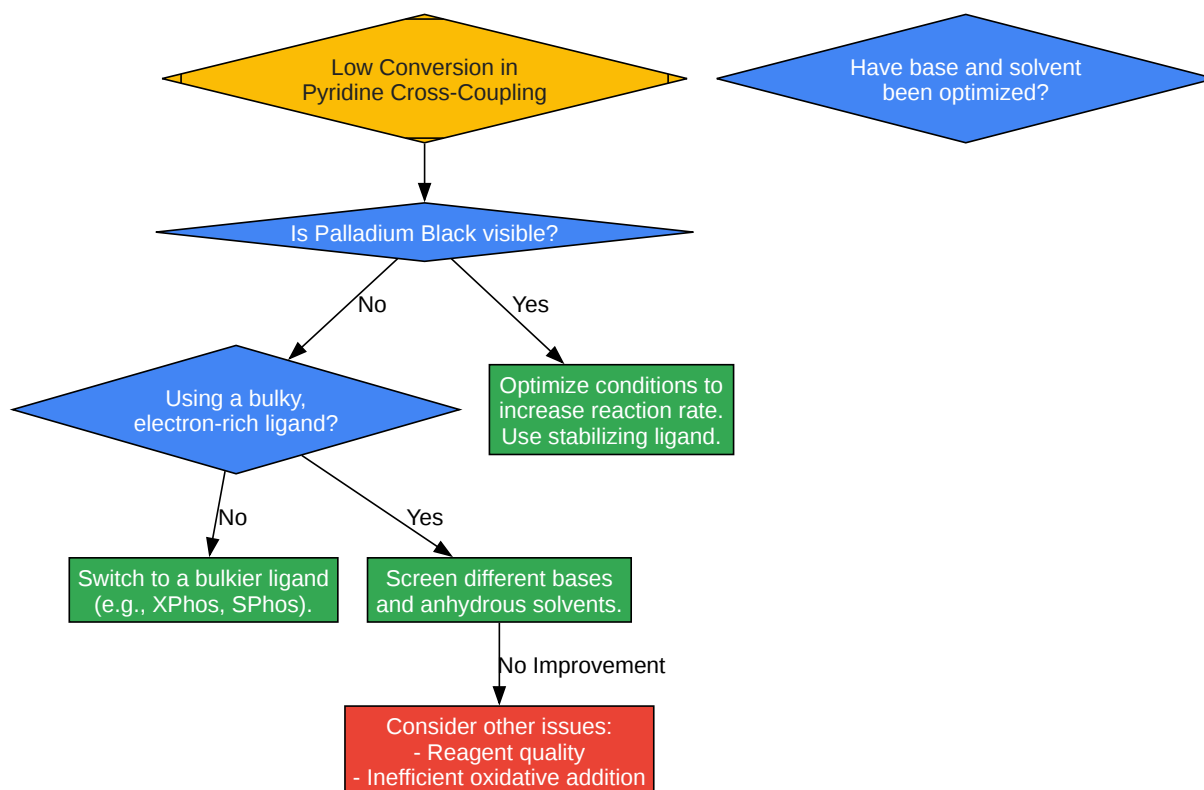 Low Conversion in
Pyridine Cross-Coupling
Have base and solvent
been optimized?
Is Palladium Black visible?
No
Yes
Using a bulky,
electron-rich ligand?
Optimize conditions to
increase reaction rate.
Use stabilizing ligand.
No
Yes
Switch to a bulkier ligand
(e.g., XPhos, SPhos).
Screen different bases
and anhydrous solvents.
No Improvement
Consider other issues:
- Reagent quality
- Inefficient oxidative addition